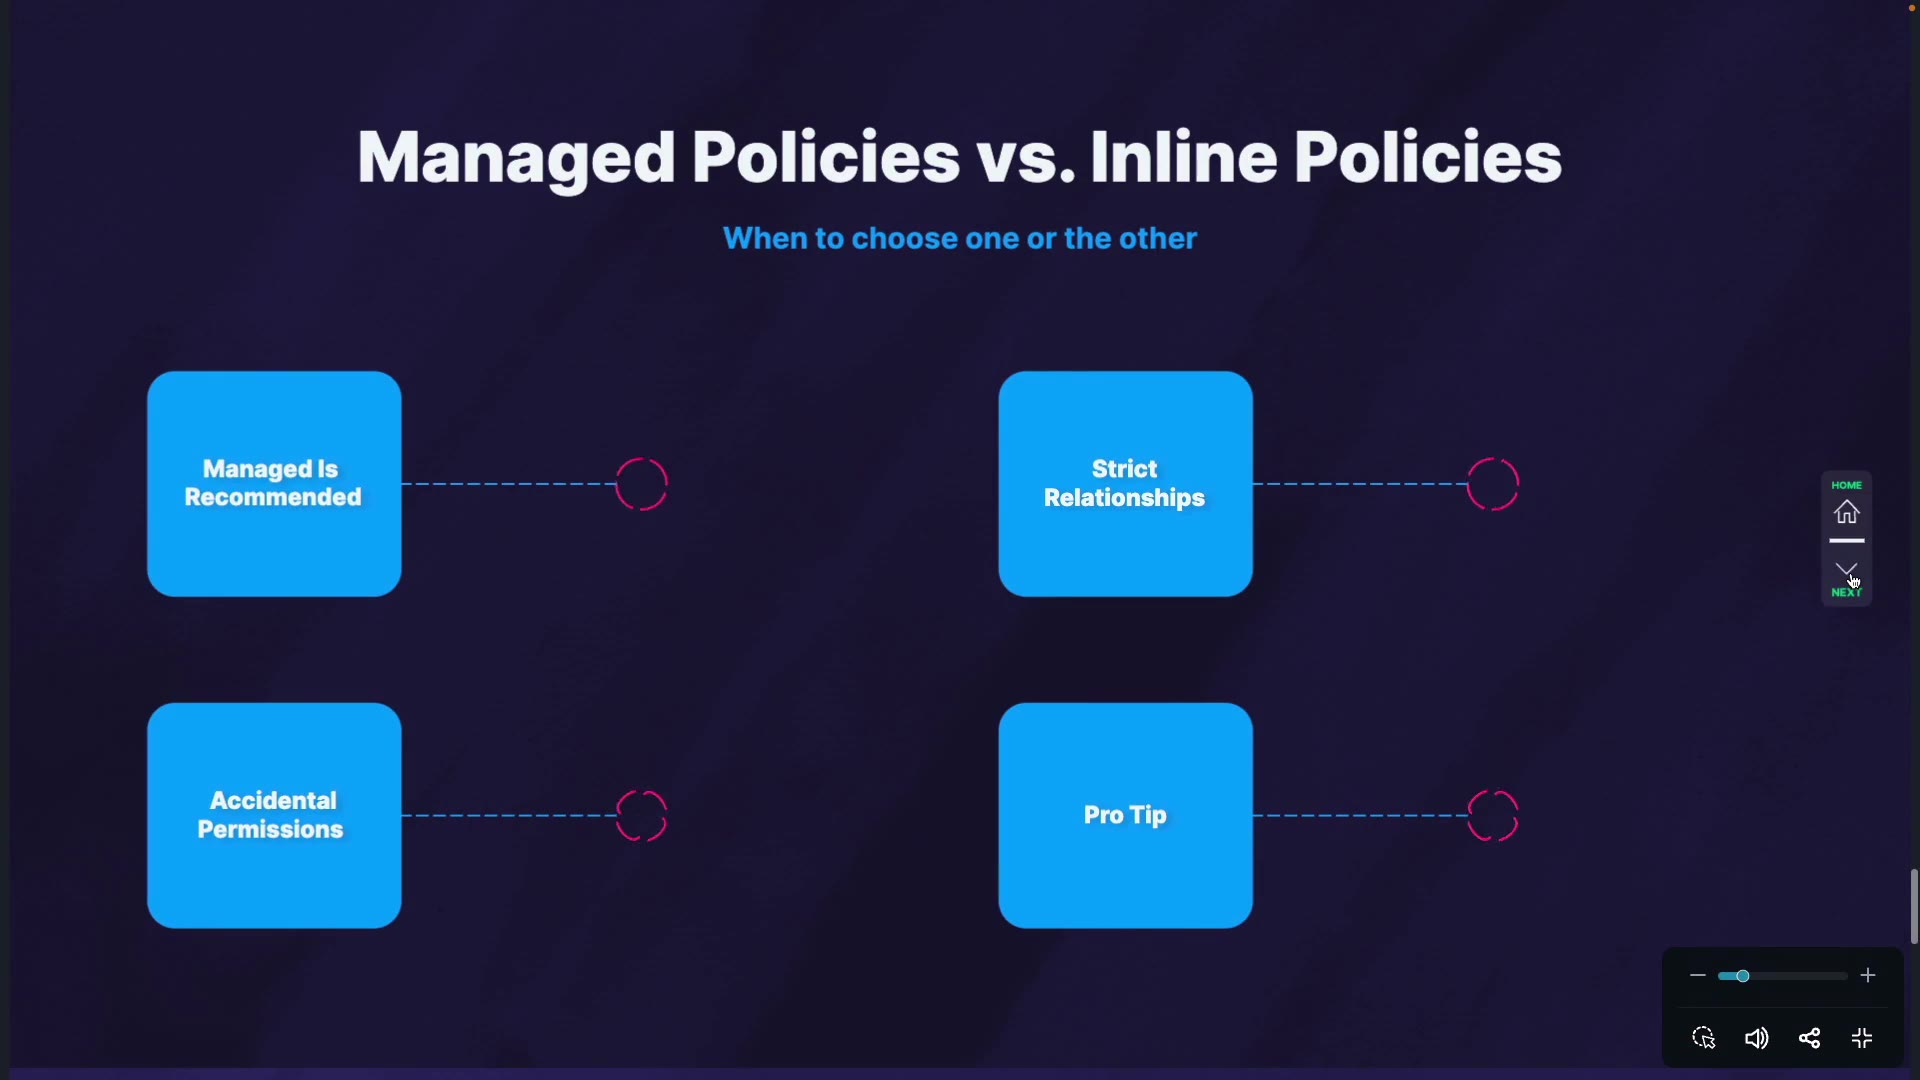 Managed Policies vs. Inline Policies
When to choose one or the other
Managed Is
Recommended
Strict
Relationships
HOME
NEXT
Accidental
Permissions
Pro Tip